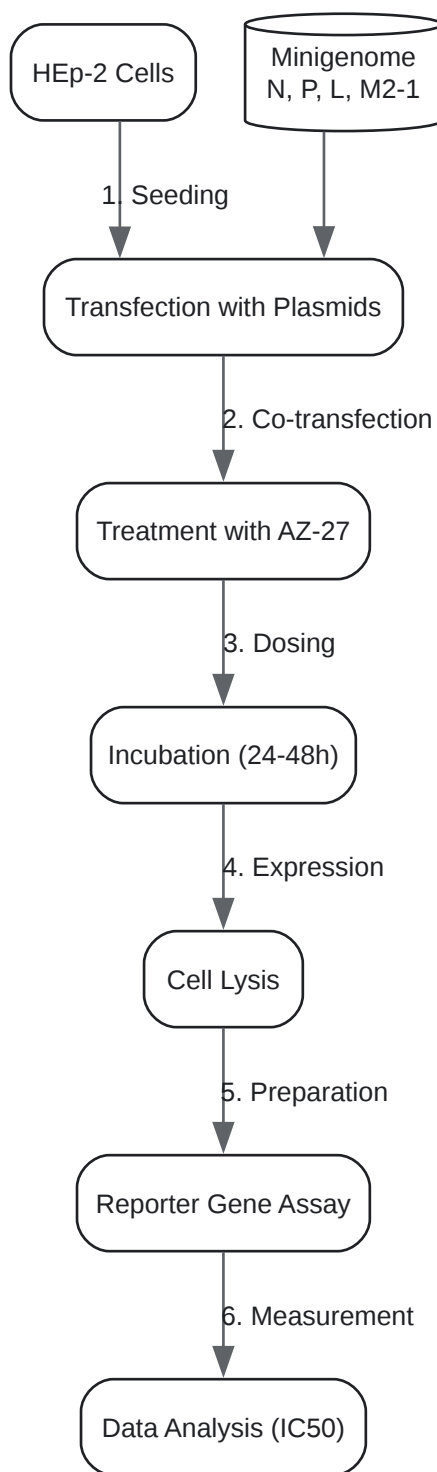 HEp-2 Cells
Minigenome
N, P, L, M2-1
1. Seeding
Transfection with Plasmids
2. Co-transfection
Treatment with AZ-27
3. Dosing
Incubation (24-48h)
4. Expression
Cell Lysis
5. Preparation
Reporter Gene Assay
6. Measurement
Data Analysis (IC50)